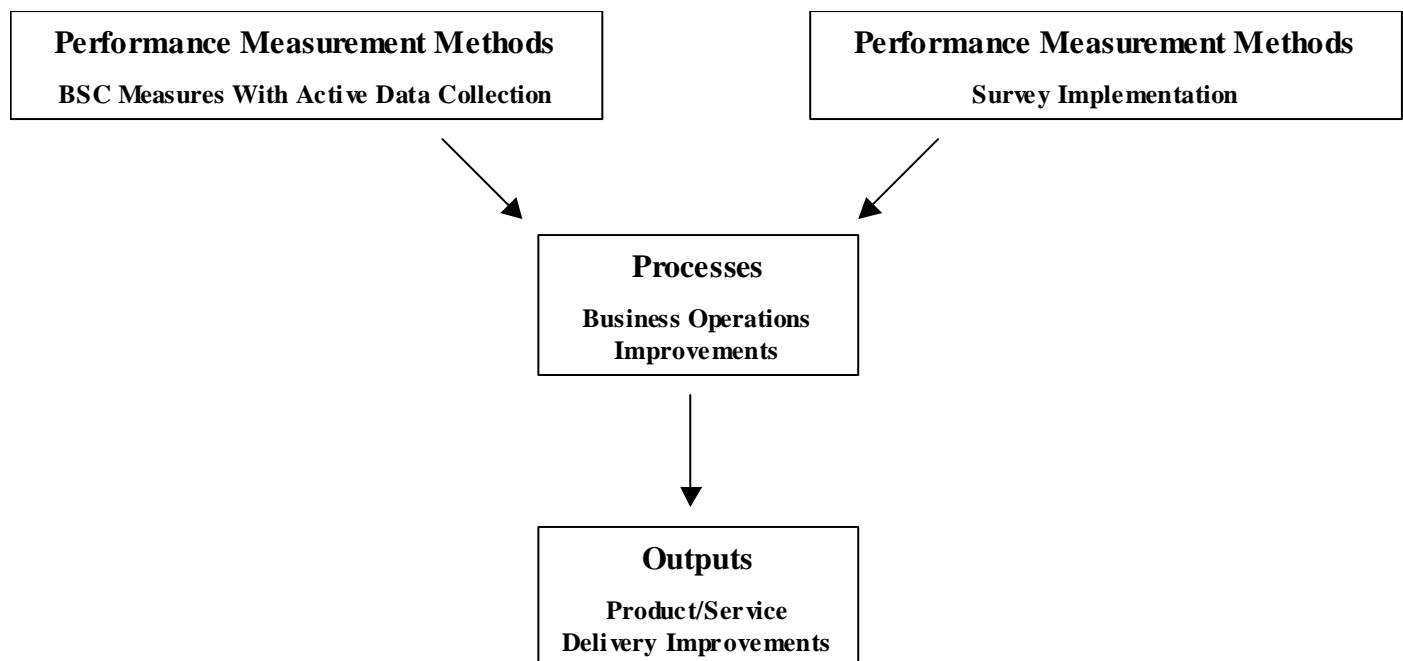 Performance Measurement Methods
BSC Measures With Active Data Collection
Performance Measurement Methods
Survey Implementation
Processes
Business Operations
Improvements
Outputs
Product/Service
Delivery Improvements